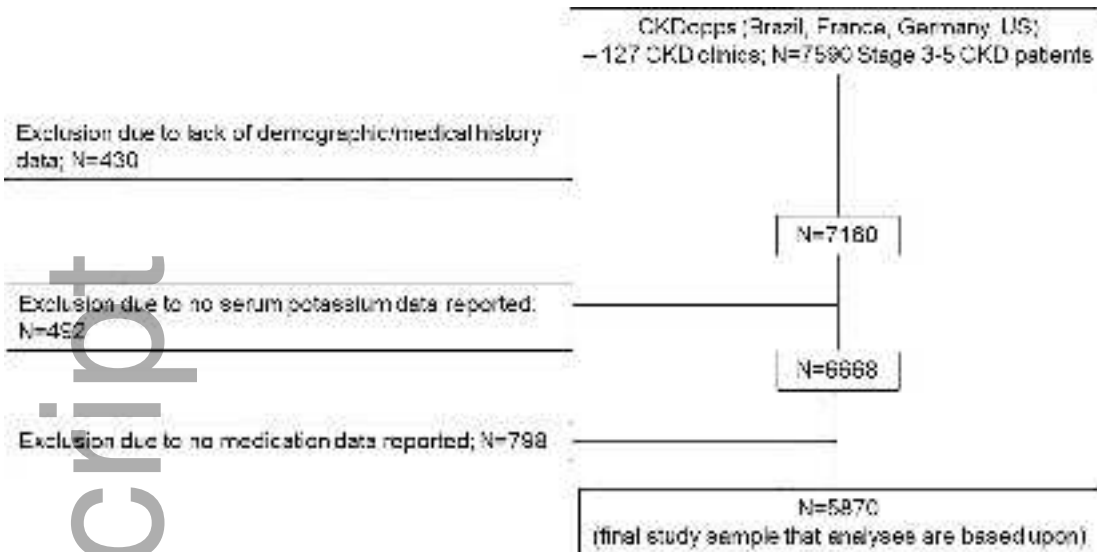 CKDopps (Brazil, France, Germany, US)
– 127 CKD clinics; N=7590 Stage 3-5 CKD patients
Exclusion due to lack of demographic/medical history
data; N=430
N=7160
Exclusion due to no serum potassium data reported;
N=492
N=6668
Exclusion due to no medication data reported; N=798
N=5870
(final study sample that analyses are based upon)
cript